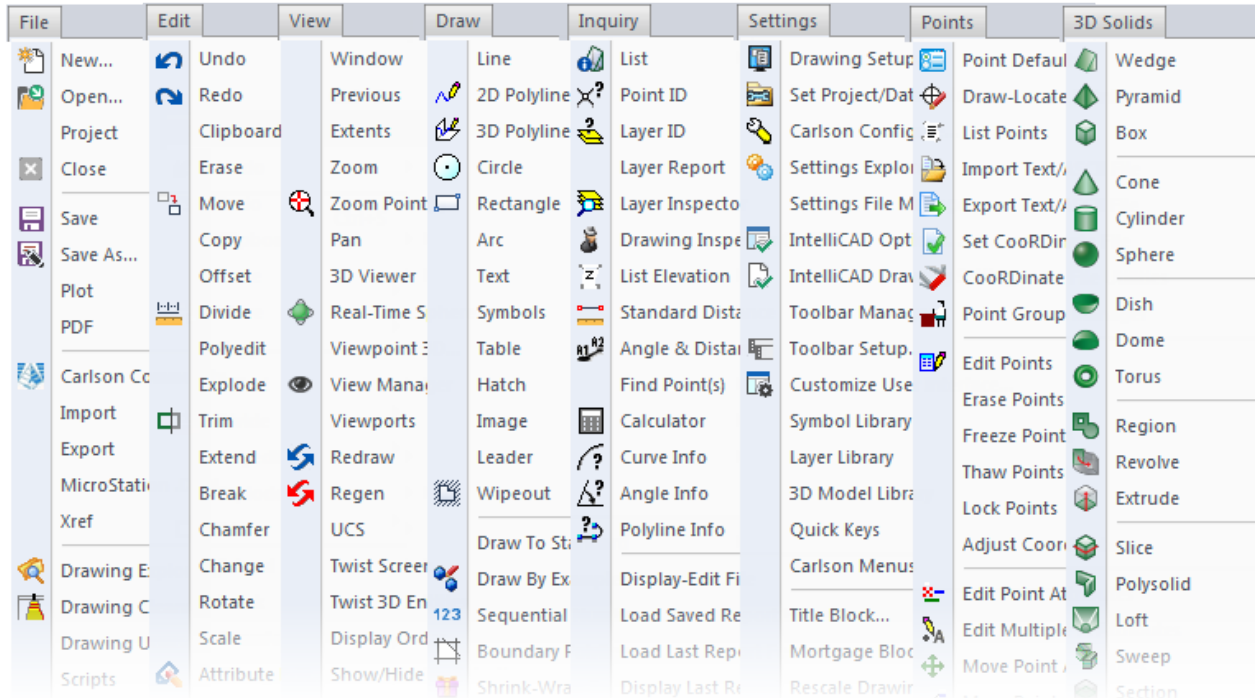 File
New...
Open...
Project
Close
Save
Save As...
Plot
PDF
Carlson Co
Import
Export
MicroStati
Xref
Drawing E
Drawing C
Drawing U
Scripts
Edit
Undo
Redo
Clipboard
Erase
Move
Copy
Offset
Divide
Polyedit
Explode
Trim
Extend
Break
Chamfer
Change
Rotate
Scale
Attribute
View
Window
Previous
Extents
Zoom
Zoom Point
Pan
3D Viewer
Real-Time S
Viewpoint 3
View Manag
Viewports
Redraw
Regen
UCS
Twist Screen
Twist 3D En
Display Ord
Show/Hide
Draw
Line
2D Polyline
3D Polyline
Circle
Rectangle
Arc
Text
Symbols
Table
Hatch
Image
Leader
Wipeout
Draw To Sta
Draw By Ex
123
Sequential
Boundary P
Shrink-Wra
Inquiry
List
Point ID
Layer ID
Layer Report
Layer Inspecto
Drawing Inspe
List Elevation
Standard Dista
Angle & Distan
Find Point(s)
Calculator
Curve Info
Angle Info
Polyline Info
Display-Edit Fi
Load Saved Re
Load Last Repo
Display Last Re
Settings
Drawing Setup
Set Project/Dat
Carlson Config
Settings Explor
Settings File M
IntelliCAD Opt
IntelliCAD Draw
Toolbar Manag
Toolbar Setup.
Customize Use
Symbol Library
Layer Library
3D Model Libra
Quick Keys
Carlson Menus
Title Block...
Mortgage Bloc
Rescale Drawin
Points
Point Defaul
Draw-Locate
List Points
Import Text/A
Export Text/A
Set CooRDin
CooRDinate
Point Group
Edit Points
Erase Points
Freeze Point
Thaw Points
Lock Points
Adjust Coord
Edit Point At
Edit Multiple
Move Point A
3D Solids
Wedge
Pyramid
Box
Cone
Cylinder
Sphere
Dish
Dome
Torus
Region
Revolve
Extrude
Slice
Polysolid
Loft
Sweep
Section